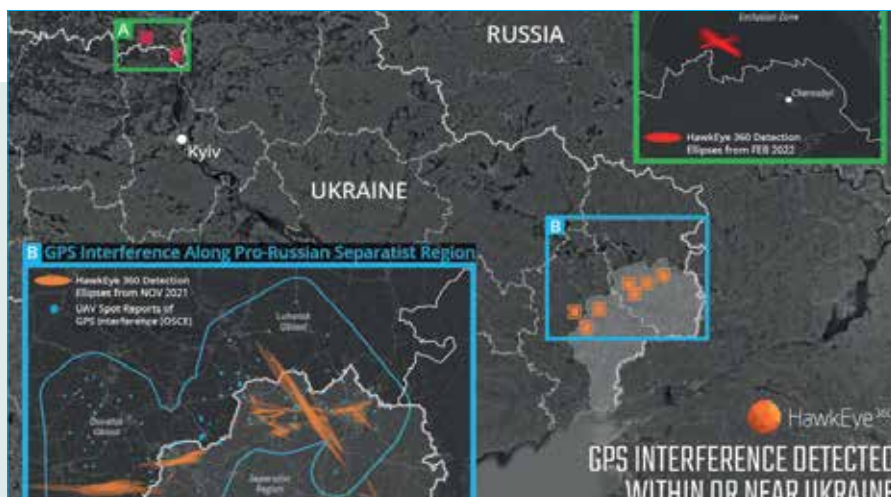 A
RUSSIA
Exclusion Zone
Chernobyl
HawkEye 360 Detection
Ellipses from FEB 2022
Kyiv
UKRAINE
B
B GPS Interference Along Pro-Russian Separatist Region
HawkEye 360 Detection
Ellipses from NOV 2021
UAV Spot Reports of
GPS Interference (OSCE)
Luhansk
Oblast
Donetsk
Oblast
Separatist
Region
HawkEye 360
GPS INTERFERENCE DETECTED
WITHIN OR NEAR UKRAINE